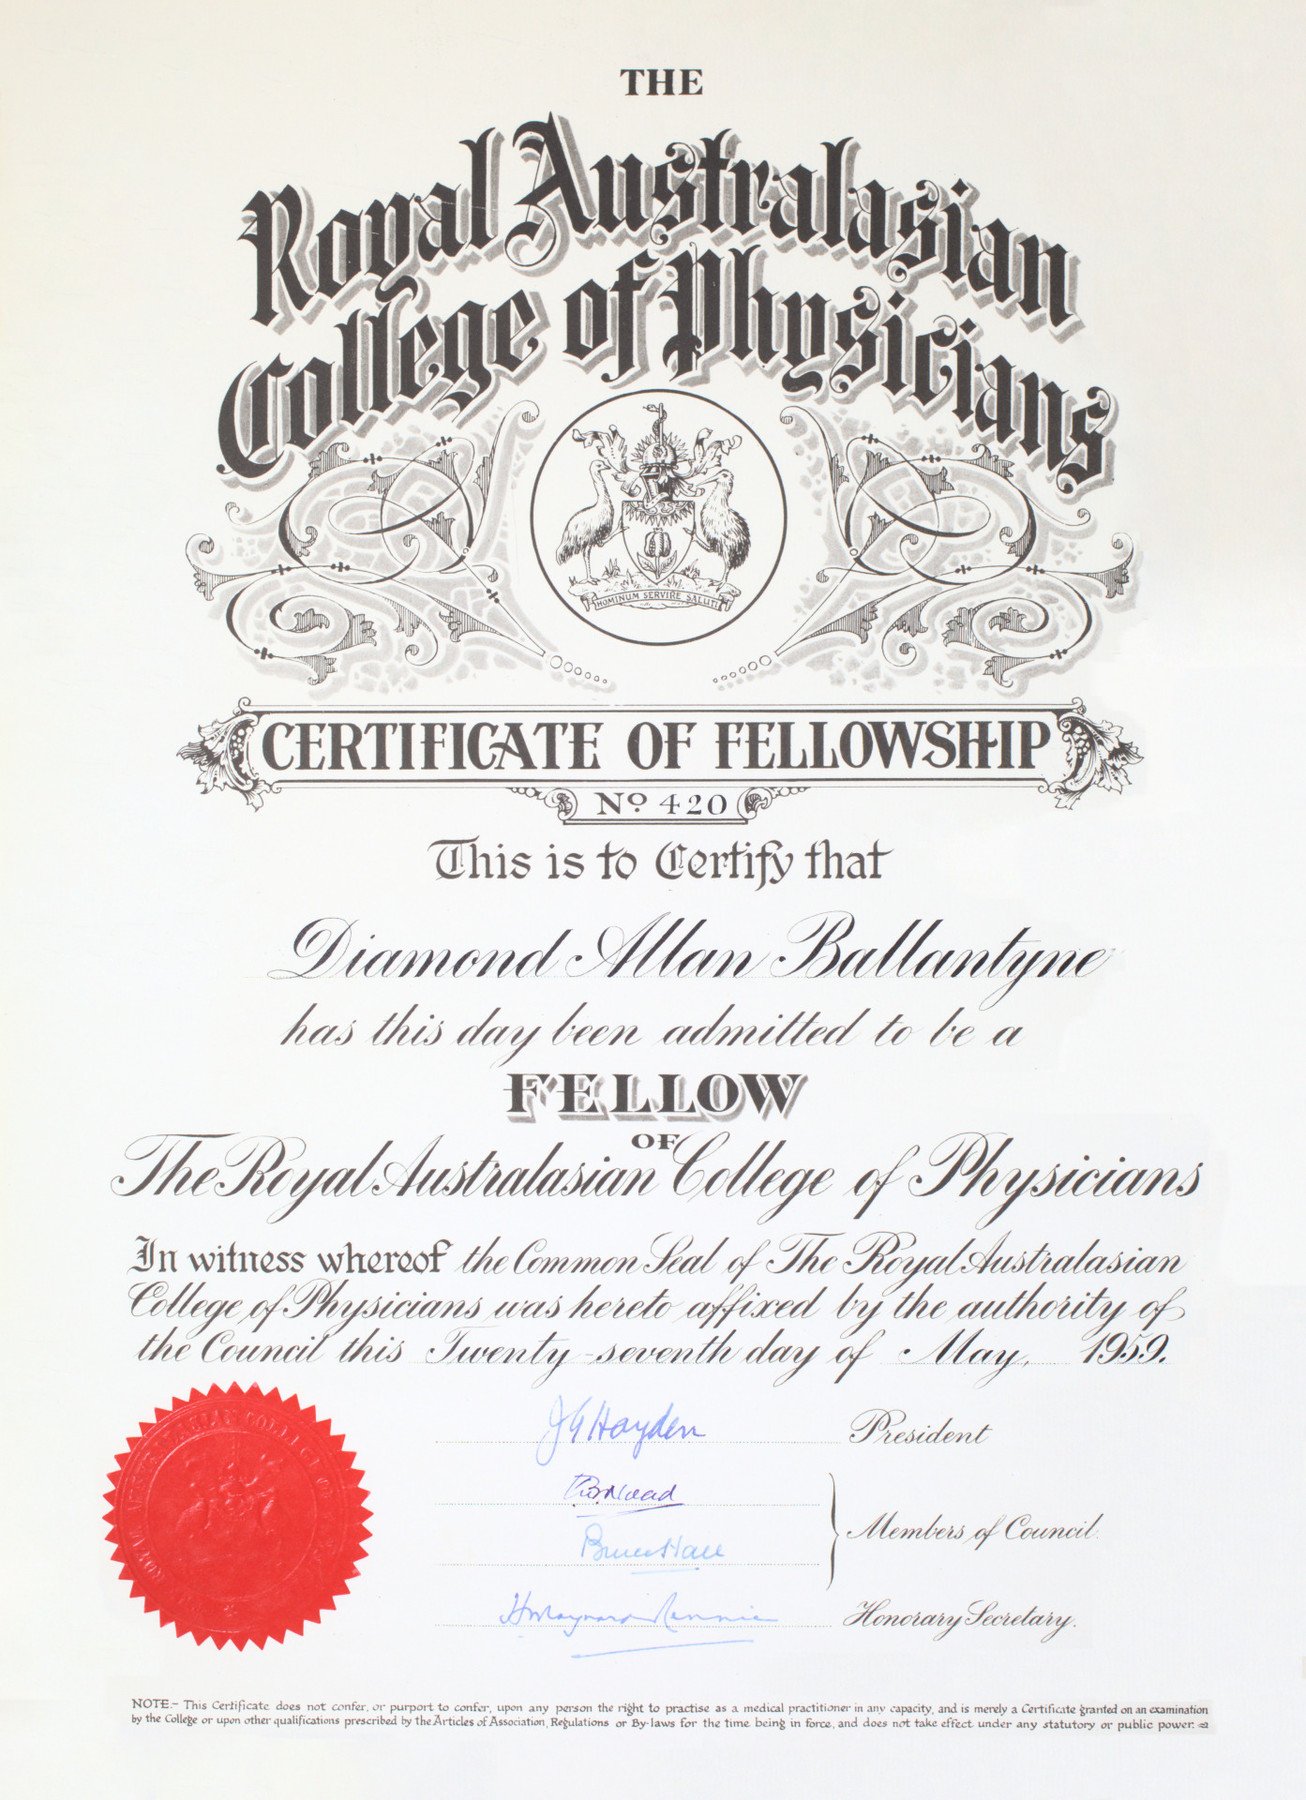 THE
Royal Australasian
College of Physicians
HOMINUM SERVIRE SALUTI
CERTIFICATE OF FELLOWSHIP
No. 420
This is to Certify that
Diamond Allan Ballantyne
has this day been admitted to be a
FELLOW
OF
The Royal Australasian College of Physicians
In witness whereof the Common Seal of The Royal Australasian
College of Physicians was hereto affixed by the authority of
the Council this Twenty-seventh day of May, 1959.
J G Hayden President
Bruce Hall Members of Council.
H Maynard Rennie Honorary Secretary.
NOTE.- This Certificate does not confer, or purport to confer, upon any person the right to practise as a medical practitioner in any capacity, and is merely a Certificate granted on an examination
by the College or upon other qualifications prescribed by the Articles of Association, Regulations or By-laws for the time being in force, and does not take effect under any statutory or public power.